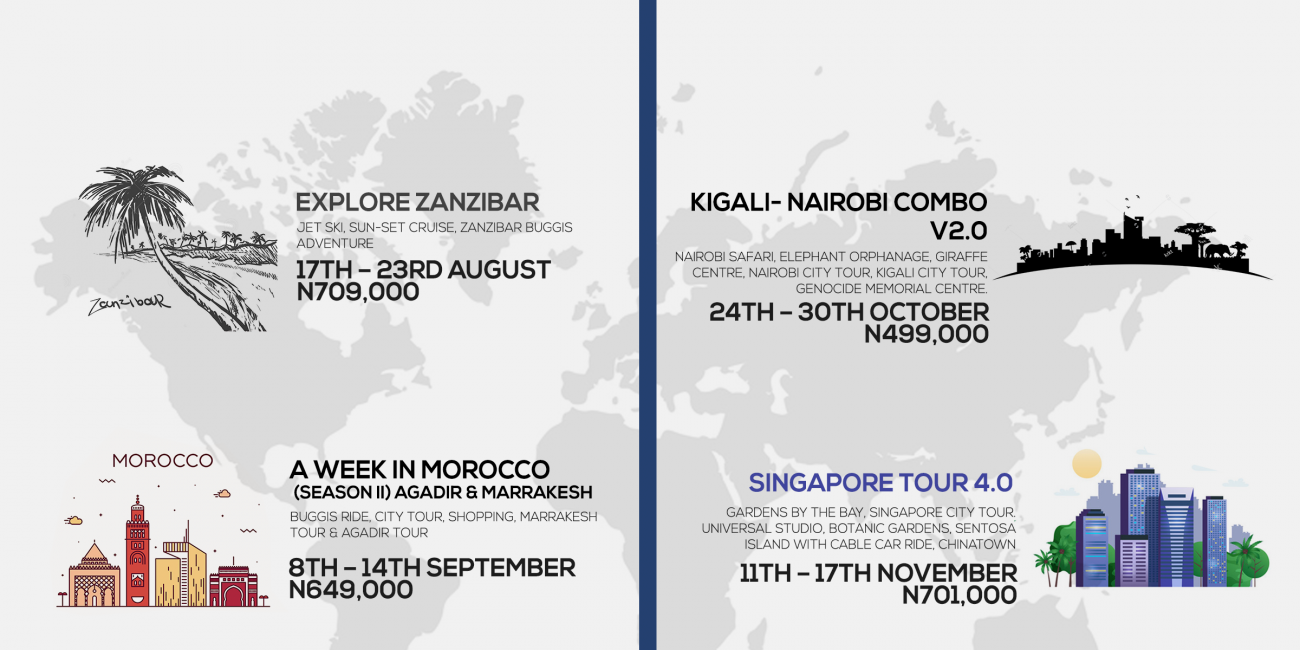 Zanzibar
EXPLORE ZANZIBAR
JET SKI, SUN-SET CRUISE, ZANZIBAR BUGGIS
ADVENTURE
17TH – 23RD AUGUST
N709,000
MOROCCO
A WEEK IN MOROCCO
(SEASON II) AGADIR & MARRAKESH
BUGGIS RIDE, CITY TOUR, SHOPPING, MARRAKESH
TOUR & AGADIR TOUR
8TH – 14TH SEPTEMBER
N649,000
KIGALI- NAIROBI COMBO
V2.0
NAIROBI SAFARI, ELEPHANT ORPHANAGE, GIRAFFE
CENTRE, NAIROBI CITY TOUR, KIGALI CITY TOUR,
GENOCIDE MEMORIAL CENTRE.
24TH – 30TH OCTOBER
N499,000
SINGAPORE TOUR 4.0
GARDENS BY THE BAY, SINGAPORE CITY TOUR.
UNIVERSAL STUDIO, BOTANIC GARDENS, SENTOSA
ISLAND WITH CABLE CAR RIDE, CHINATOWN
11TH – 17TH NOVEMBER
N701,000